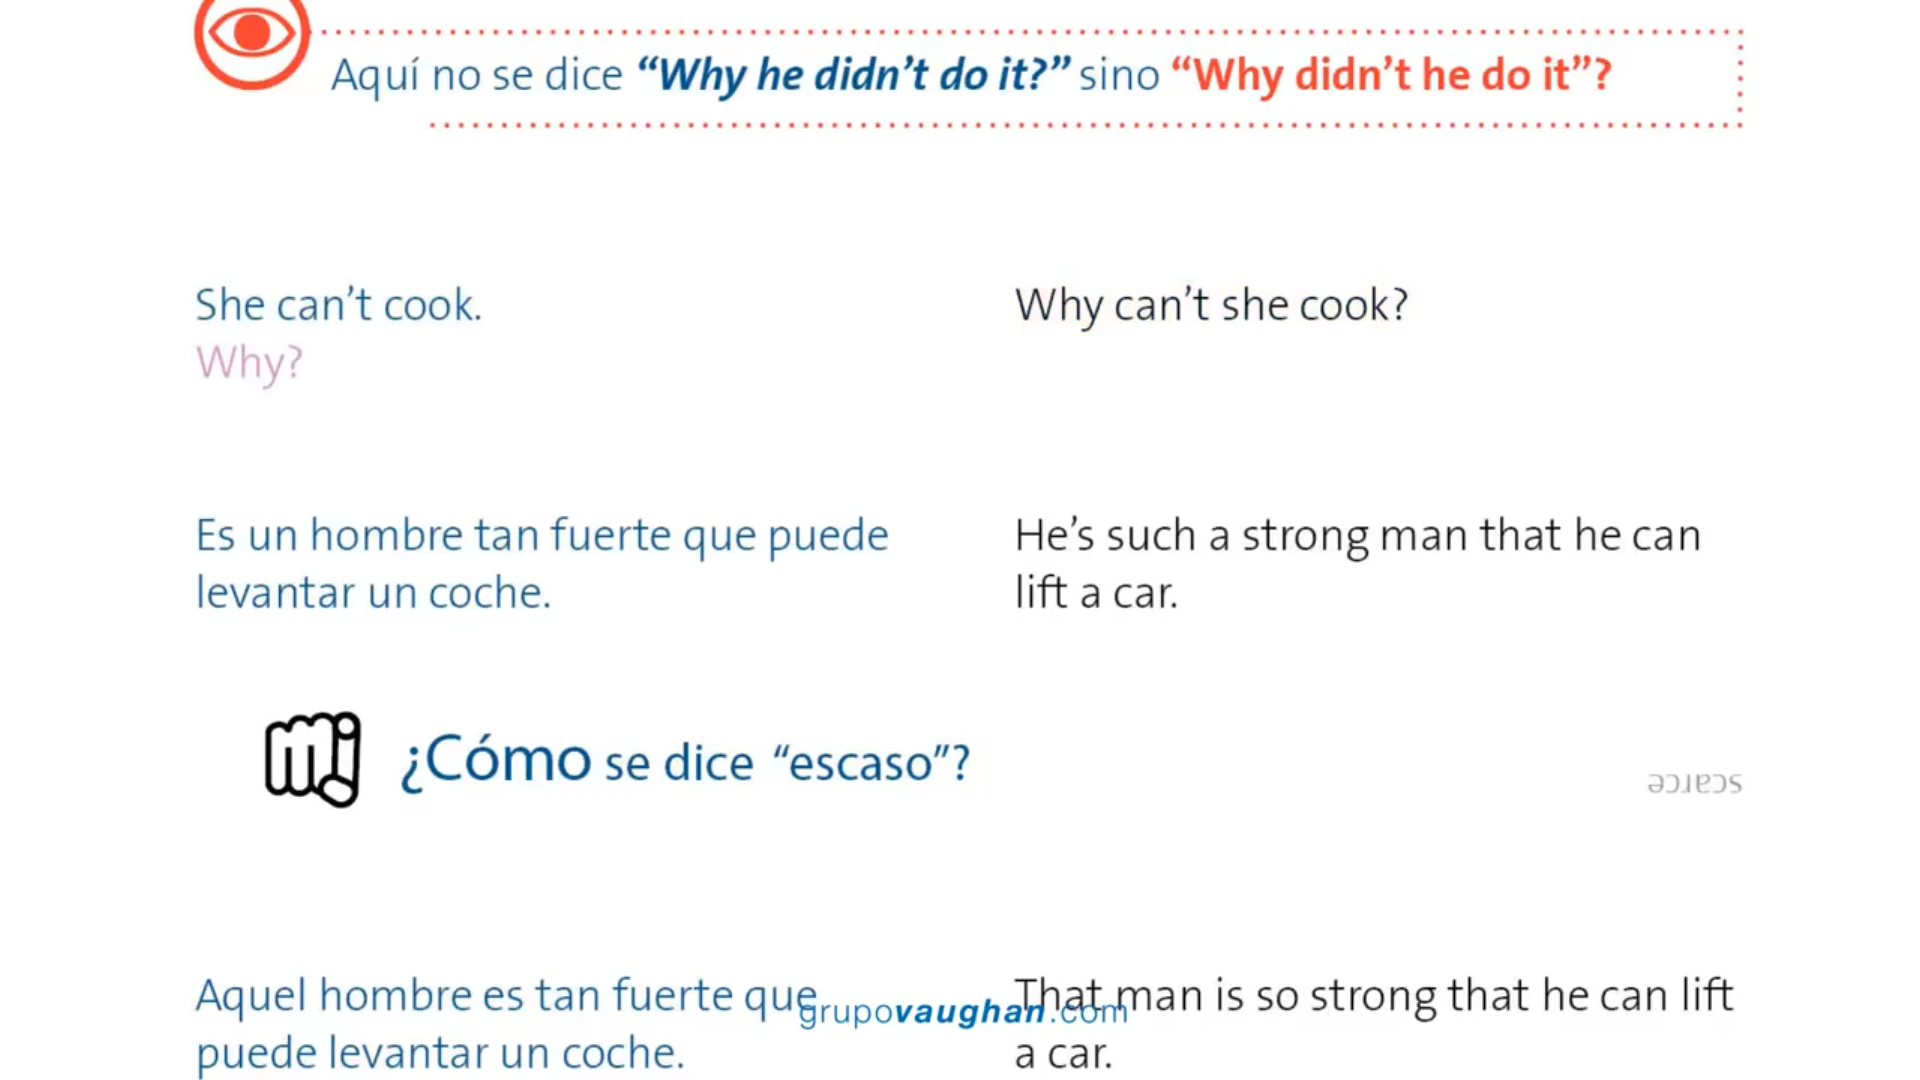 Aquí no se dice “Why he didn’t do it?” sino “Why didn’t he do it”?
She can’t cook.
Why?
Why can’t she cook?
Es un hombre tan fuerte que puede
levantar un coche.
He’s such a strong man that he can
lift a car.
¿Cómo se dice “escaso”?
scarce
Aquel hombre es tan fuerte que
puede levantar un coche.
That man is so strong that he can lift
a car.
grupovaughan.com